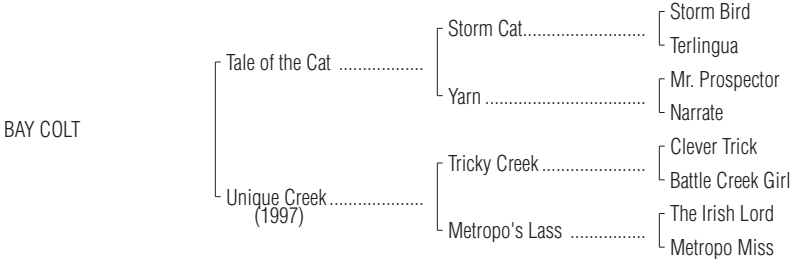 Storm Bird
Storm Cat..........................
Terlingua
Tale of the Cat ..................
Mr. Prospector
Yarn ..................................
Narrate
BAY COLT
Clever Trick
Tricky Creek......................
Battle Creek Girl
Unique Creek....................
(1997)
The Irish Lord
Metropo's Lass ................
Metropo Miss